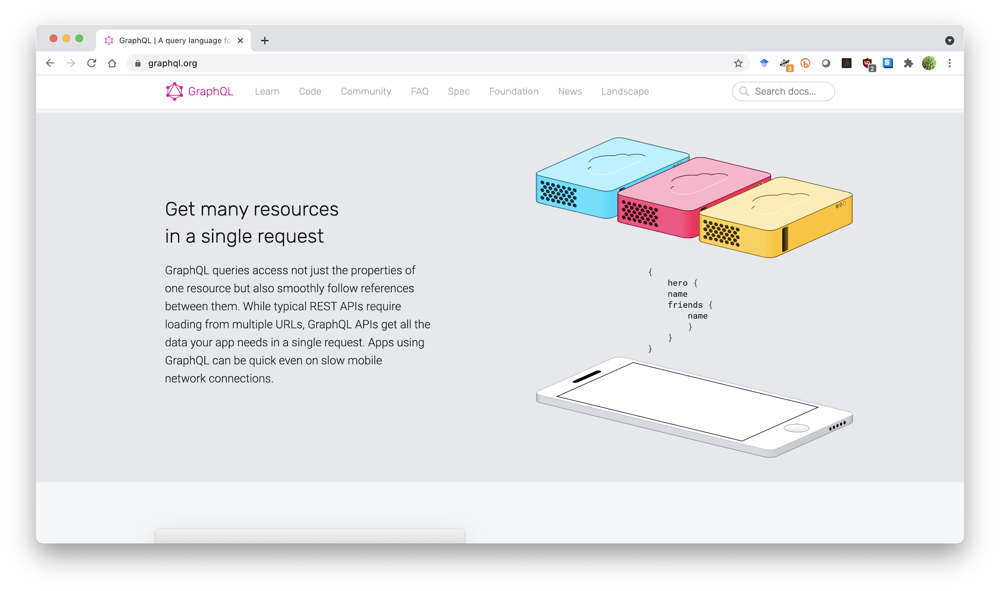 GraphQL | A query language fo
graphql.org
3
2
GraphQL Learn Code Community FAQ Spec Foundation News Landscape Search docs...
Get many resources
in a single request
GraphQL queries access not just the properties of
one resource but also smoothly follow references
between them. While typical REST APIs require
loading from multiple URLs, GraphQL APIs get all the
data your app needs in a single request. Apps using
GraphQL can be quick even on slow mobile
network connections.
{
hero {
name
friends {
name
}
}
}